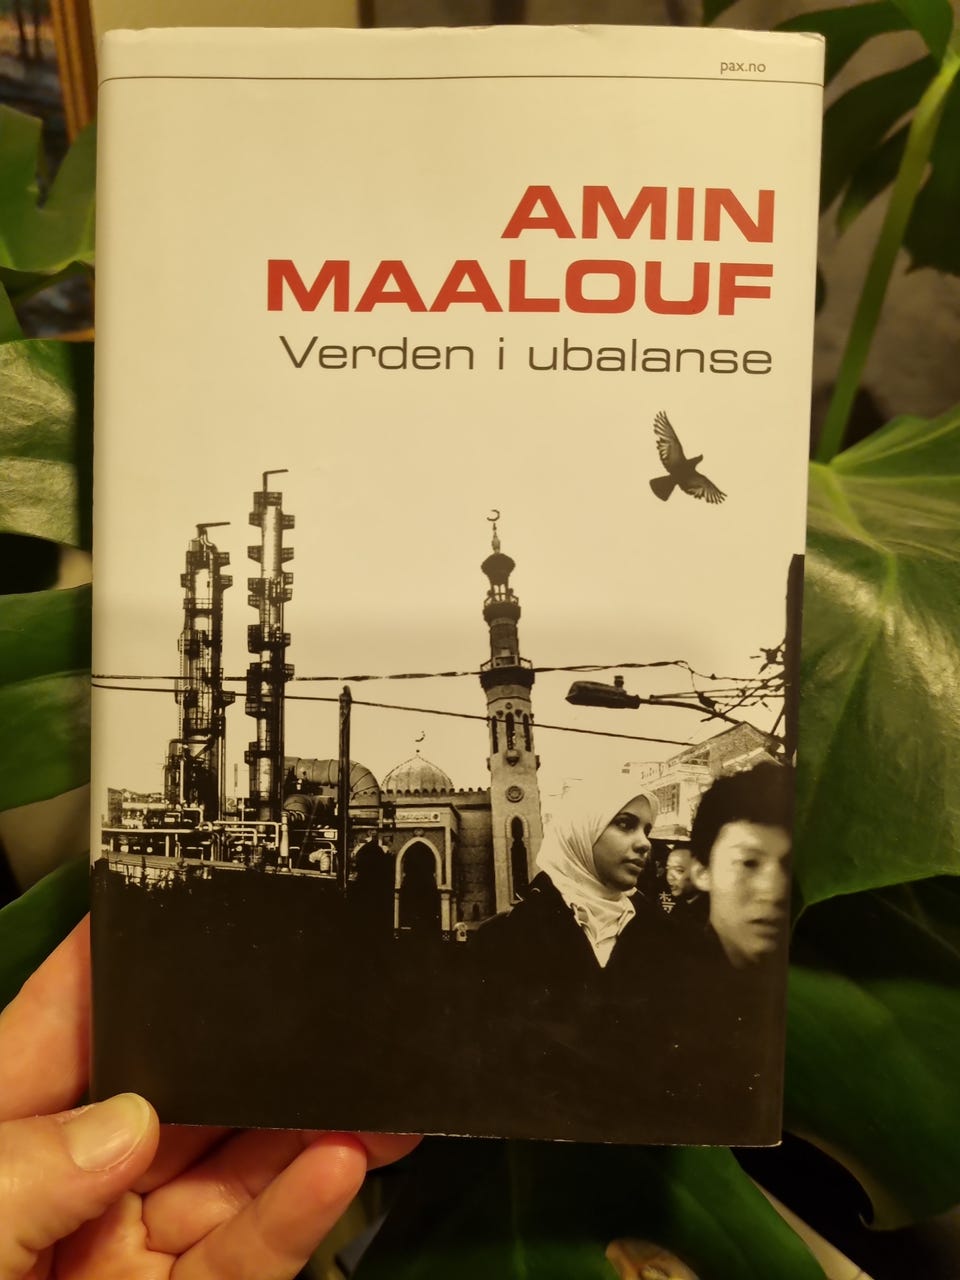 pax.no
AMIN
MAALOUF
Verden i ubalanse